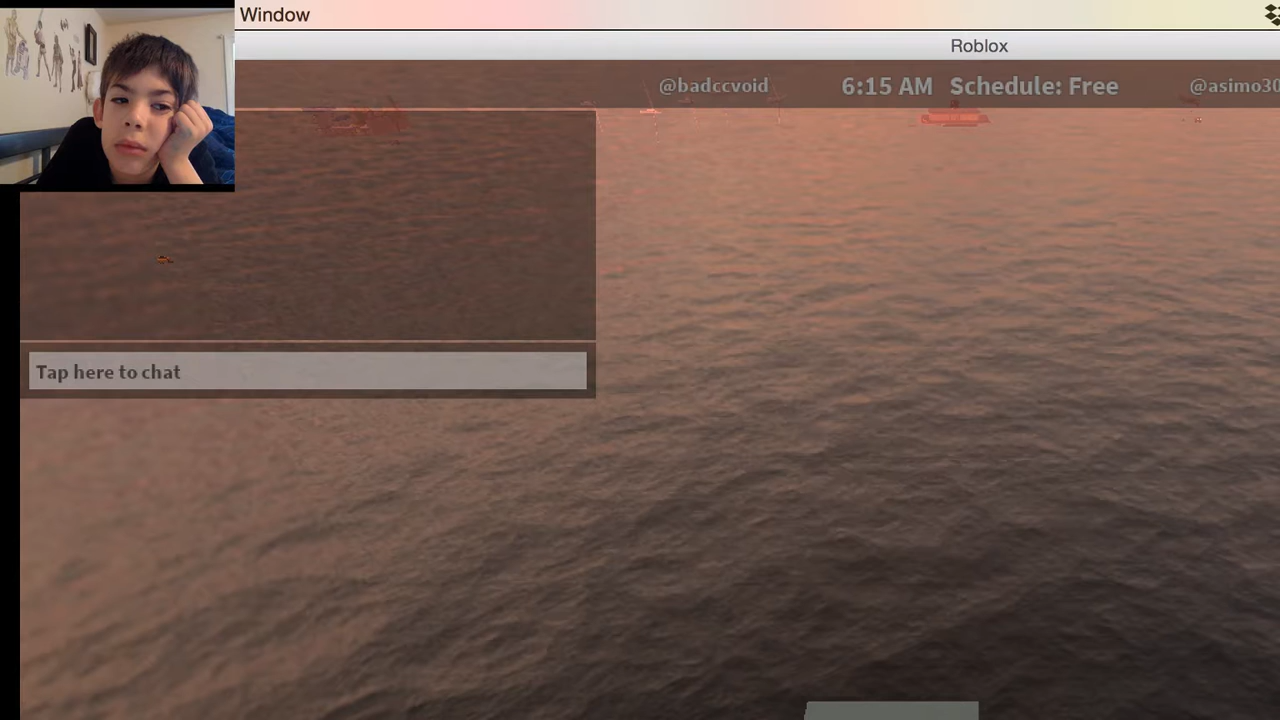 Window
Roblox
@badccvoid 6:15 AM Schedule: Free @asimo30
Tap here to chat